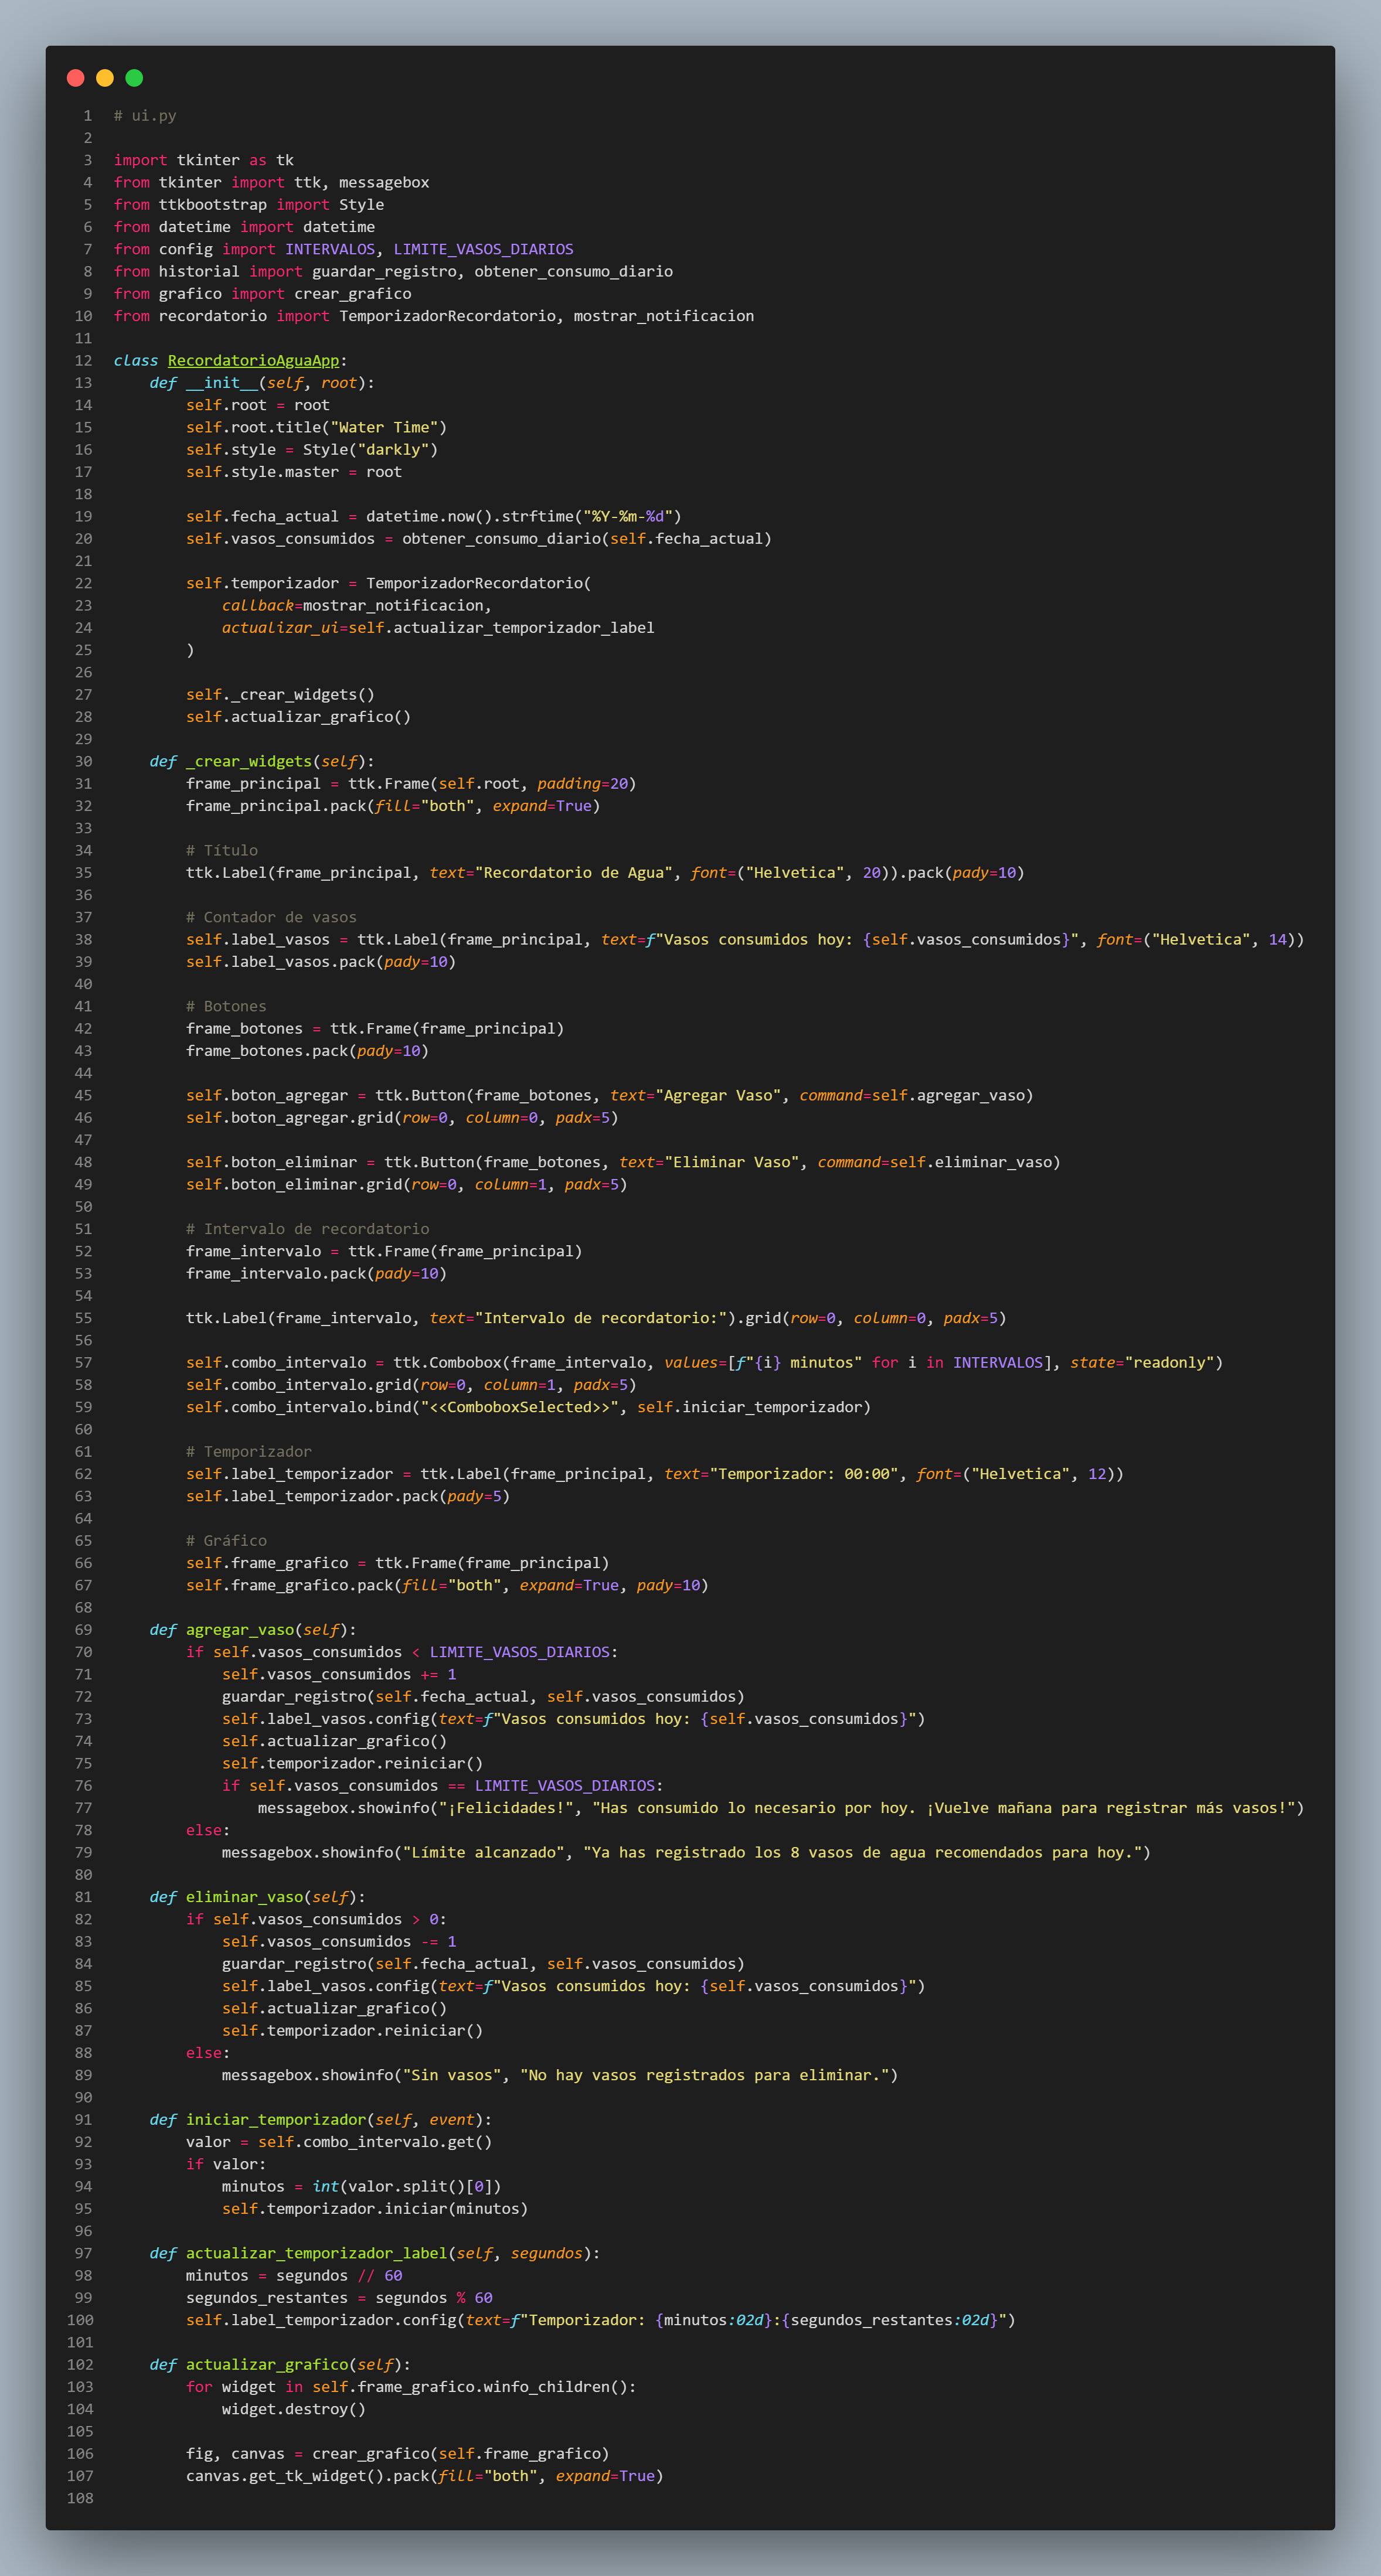 1 # ui.py
2
3 import tkinter as tk
4 from tkinter import ttk, messagebox
5 from ttkbootstrap import Style
6 from datetime import datetime
7 from config import INTERVALOS, LIMITE_VASOS_DIARIOS
8 from historial import guardar_registro, obtener_consumo_diario
9 from grafico import crear_grafico
10 from recordatorio import TemporizadorRecordatorio, mostrar_notificacion
11
12 class RecordatorioAguaApp:
13     def __init__(self, root):
14         self.root = root
15         self.root.title("Water Time")
16         self.style = Style("darkly")
17         self.style.master = root
18
19         self.fecha_actual = datetime.now().strftime("%Y-%m-%d")
20         self.vasos_consumidos = obtener_consumo_diario(self.fecha_actual)
21
22         self.temporizador = TemporizadorRecordatorio(
23             callback=mostrar_notificacion,
24             actualizar_ui=self.actualizar_temporizador_label
25         )
26
27         self._crear_widgets()
28         self.actualizar_grafico()
29
30     def _crear_widgets(self):
31         frame_principal = ttk.Frame(self.root, padding=20)
32         frame_principal.pack(fill="both", expand=True)
33
34         # Título
35         ttk.Label(frame_principal, text="Recordatorio de Agua", font=("Helvetica", 20)).pack(pady=10)
36
37         # Contador de vasos
38         self.label_vasos = ttk.Label(frame_principal, text=f"Vasos consumidos hoy: {self.vasos_consumidos}", font=("Helvetica", 14))
39         self.label_vasos.pack(pady=10)
40
41         # Botones
42         frame_botones = ttk.Frame(frame_principal)
43         frame_botones.pack(pady=10)
44
45         self.boton_agregar = ttk.Button(frame_botones, text="Agregar Vaso", command=self.agregar_vaso)
46         self.boton_agregar.grid(row=0, column=0, padx=5)
47
48         self.boton_eliminar = ttk.Button(frame_botones, text="Eliminar Vaso", command=self.eliminar_vaso)
49         self.boton_eliminar.grid(row=0, column=1, padx=5)
50
51         # Intervalo de recordatorio
52         frame_intervalo = ttk.Frame(frame_principal)
53         frame_intervalo.pack(pady=10)
54
55         ttk.Label(frame_intervalo, text="Intervalo de recordatorio:").grid(row=0, column=0, padx=5)
56
57         self.combo_intervalo = ttk.Combobox(frame_intervalo, values=[f"{i} minutos" for i in INTERVALOS], state="readonly")
58         self.combo_intervalo.grid(row=0, column=1, padx=5)
59         self.combo_intervalo.bind("<<ComboboxSelected>>", self.iniciar_temporizador)
60
61         # Temporizador
62         self.label_temporizador = ttk.Label(frame_principal, text="Temporizador: 00:00", font=("Helvetica", 12))
63         self.label_temporizador.pack(pady=5)
64
65         # Gráfico
66         self.frame_grafico = ttk.Frame(frame_principal)
67         self.frame_grafico.pack(fill="both", expand=True, pady=10)
68
69     def agregar_vaso(self):
70         if self.vasos_consumidos < LIMITE_VASOS_DIARIOS:
71             self.vasos_consumidos += 1
72             guardar_registro(self.fecha_actual, self.vasos_consumidos)
73             self.label_vasos.config(text=f"Vasos consumidos hoy: {self.vasos_consumidos}")
74             self.actualizar_grafico()
75             self.temporizador.reiniciar()
76             if self.vasos_consumidos == LIMITE_VASOS_DIARIOS:
77                 messagebox.showinfo("¡Felicidades!", "Has consumido lo necesario por hoy. ¡Vuelve mañana para registrar más vasos!")
78         else:
79             messagebox.showinfo("Límite alcanzado", "Ya has registrado los 8 vasos de agua recomendados para hoy.")
80
81     def eliminar_vaso(self):
82         if self.vasos_consumidos > 0:
83             self.vasos_consumidos -= 1
84             guardar_registro(self.fecha_actual, self.vasos_consumidos)
85             self.label_vasos.config(text=f"Vasos consumidos hoy: {self.vasos_consumidos}")
86             self.actualizar_grafico()
87             self.temporizador.reiniciar()
88         else:
89             messagebox.showinfo("Sin vasos", "No hay vasos registrados para eliminar.")
90
91     def iniciar_temporizador(self, event):
92         valor = self.combo_intervalo.get()
93         if valor:
94             minutos = int(valor.split()[0])
95             self.temporizador.iniciar(minutos)
96
97     def actualizar_temporizador_label(self, segundos):
98         minutos = segundos // 60
99         segundos_restantes = segundos % 60
100         self.label_temporizador.config(text=f"Temporizador: {minutos:02d}:{segundos_restantes:02d}")
101
102     def actualizar_grafico(self):
103         for widget in self.frame_grafico.winfo_children():
104             widget.destroy()
105
106         fig, canvas = crear_grafico(self.frame_grafico)
107         canvas.get_tk_widget().pack(fill="both", expand=True)
108